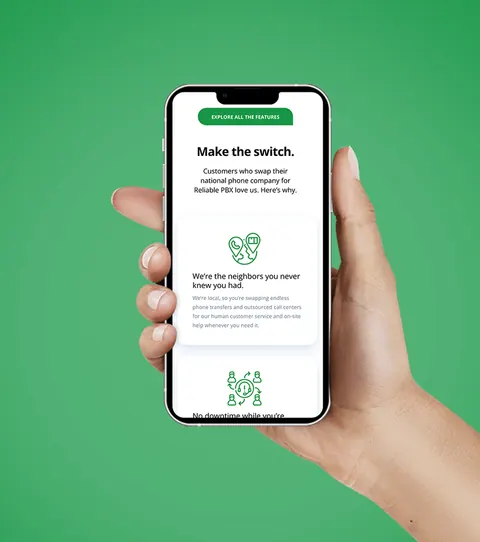 EXPLORE ALL THE FEATURES
Make the switch.
Customers who swap their
national phone company for
Reliable PBX love us. Here's why.
We're the neighbors you never
knew you had.
We're local, so you're swapping endless
phone transfers and outsourced call centers
for our human customer service and on-site
help whenever you need it.
No downtime while you're